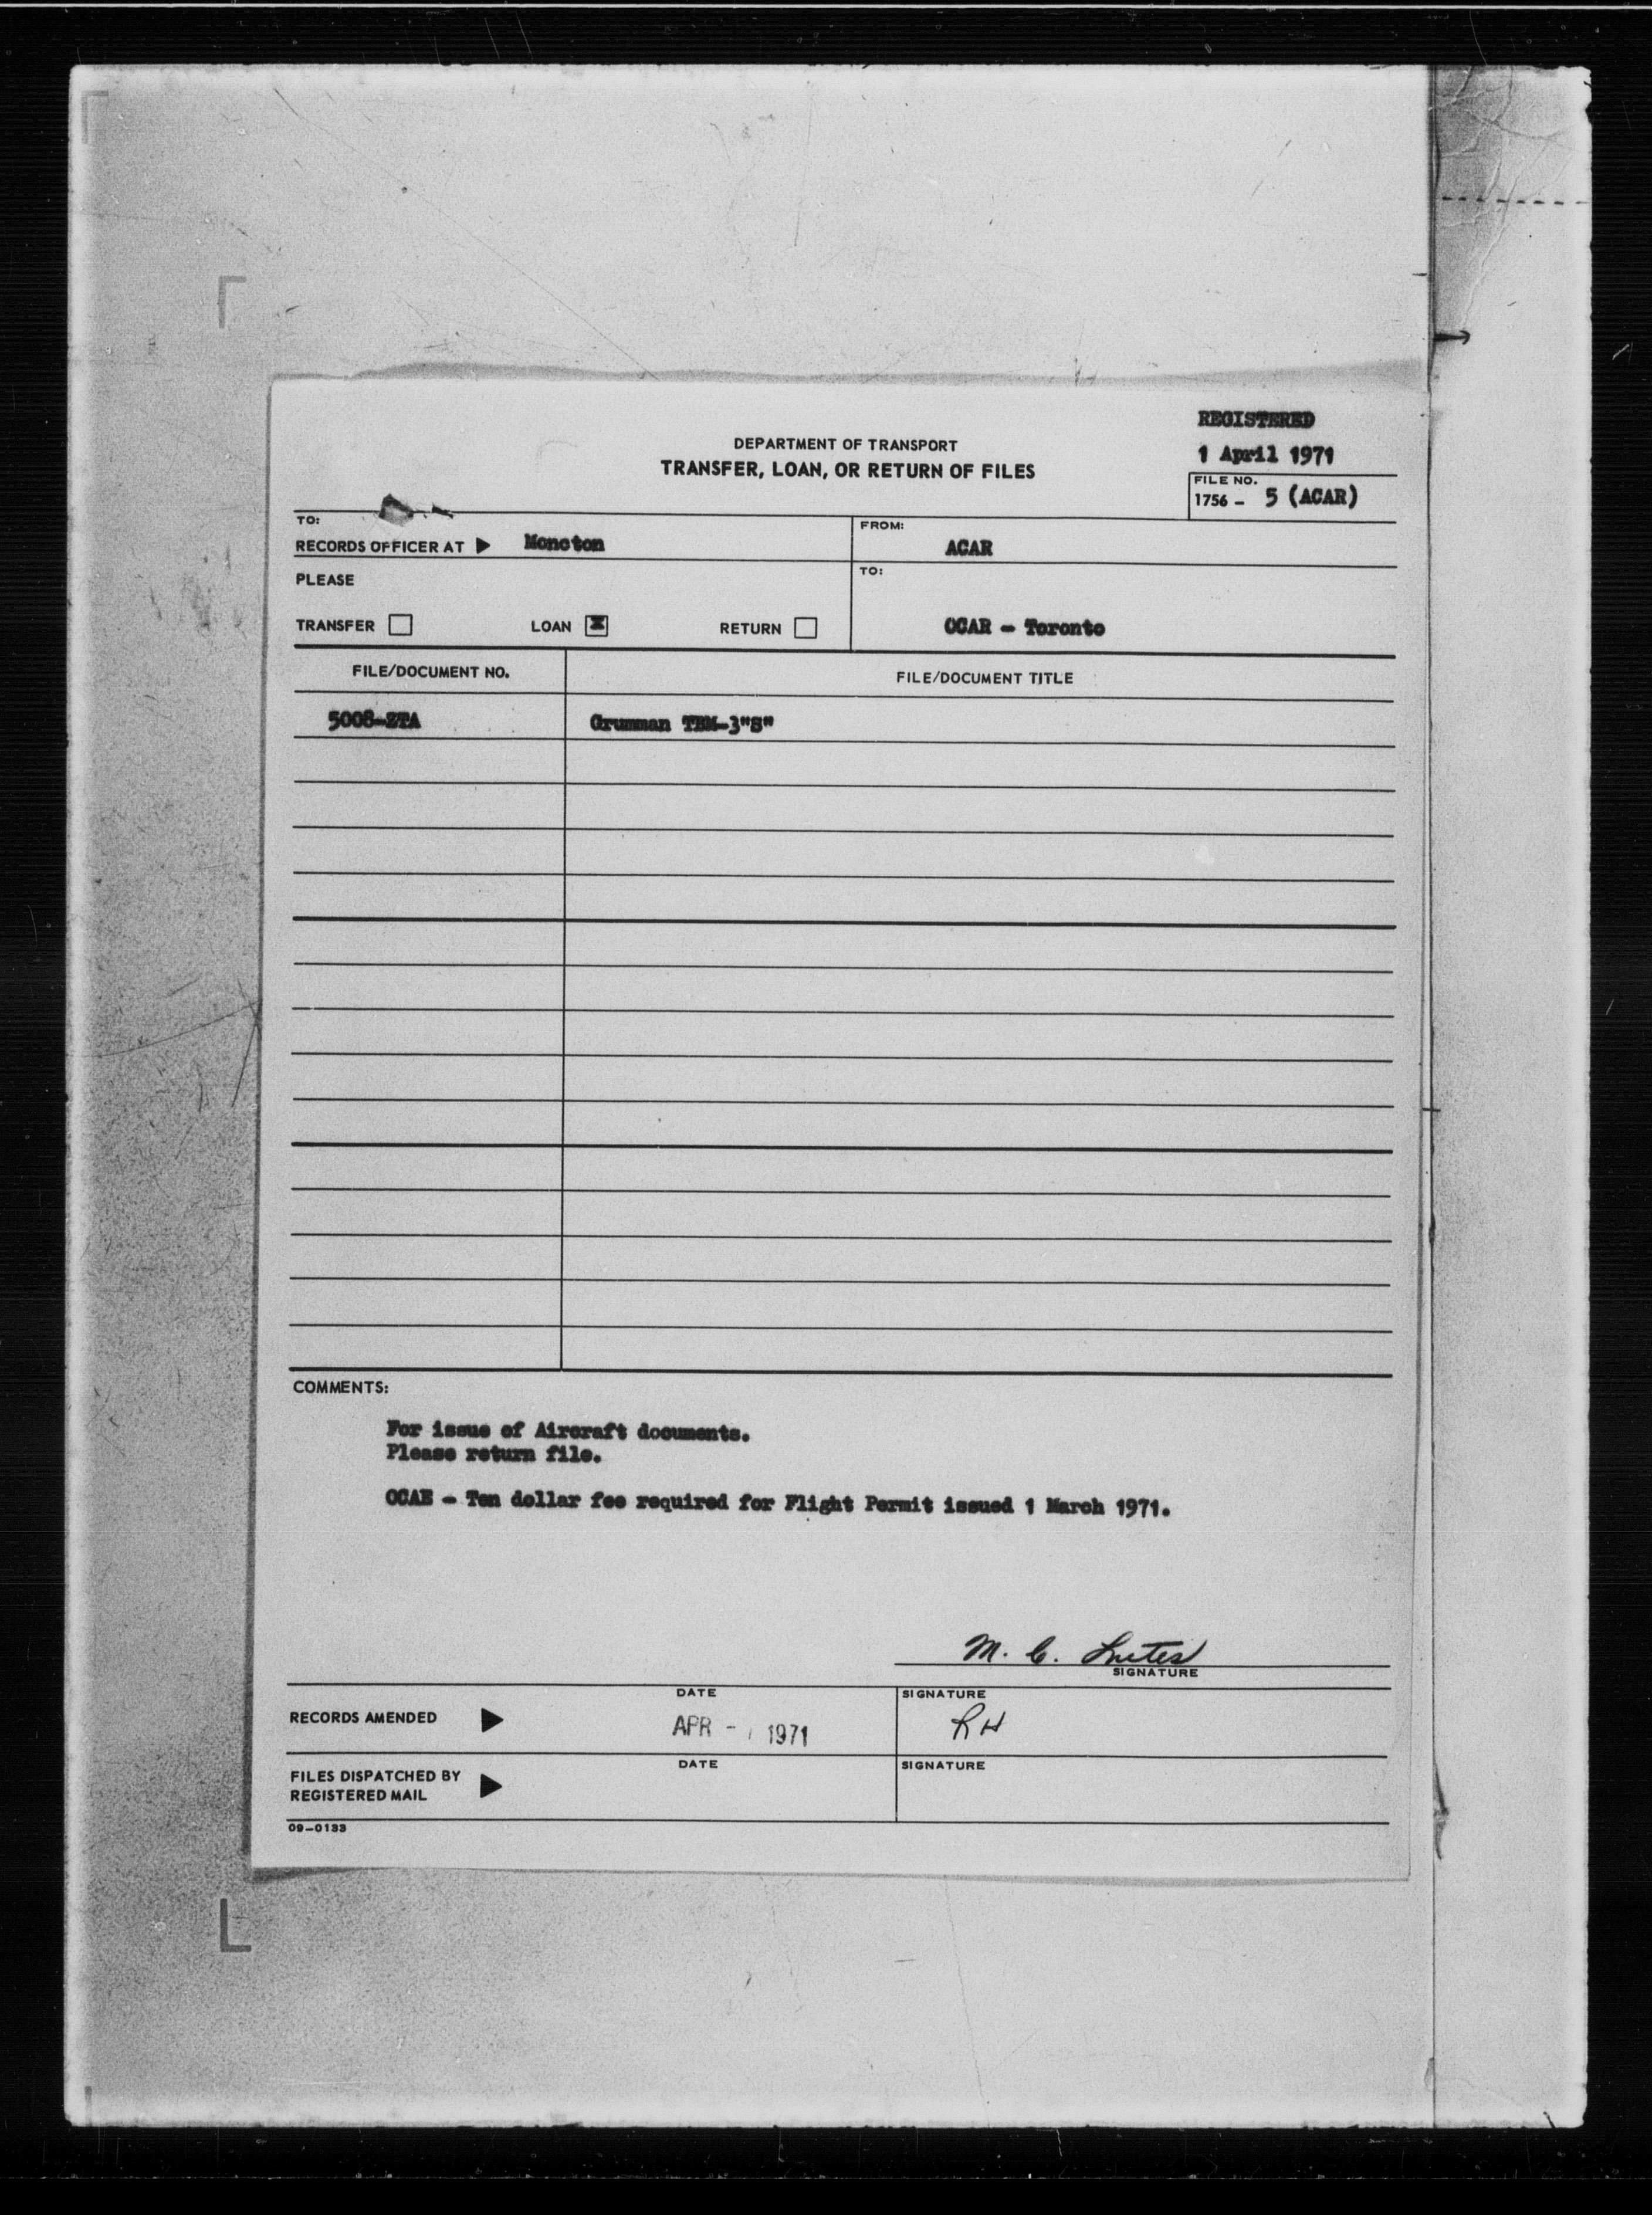 REGISTERED
DEPARTMENT OF TRANSPORT
1 April 1971
TRANSFER, LOAN, OR RETURN OF FILES
FILE NO.
1756 - 5 (ACAR)
TO:
RECORDS OFFICER AT ▶ Moncton
FROM:
ACAR
PLEASE
TO:
TRANSFER ☐ LOAN ☒ RETURN ☐
OCAR - Toronto
FILE/DOCUMENT NO. FILE/DOCUMENT TITLE
5008-ZTA Grumman TBM-3"S"
COMMENTS:
For issue of Aircraft documents.
Please return file.
OCAE - Ten dollar fee required for Flight Permit issued 1 March 1971.
M. C. Lutes
SIGNATURE
DATE SIGNATURE
RECORDS AMENDED ▶ APR - 1971 RH
DATE SIGNATURE
FILES DISPATCHED BY
REGISTERED MAIL ▶
09-0133